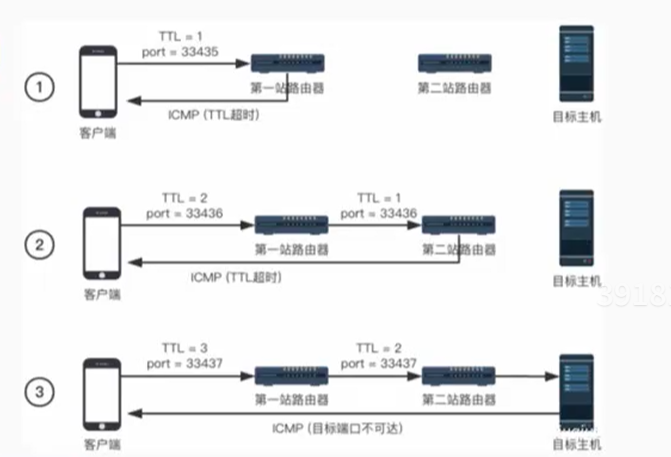 TTL = 1
port = 33435
1
第一站路由器
第二站路由器
ICMP (TTL超时)
客户端
目标主机
TTL = 2
port = 33436
TTL = 1
port = 33436
2
第一站路由器
第二站路由器
ICMP (TTL超时)
客户端
目标主机
3918
TTL = 3
port = 33437
TTL = 2
port = 33437
3
第一站路由器
第二站路由器
ICMP (目标端口不可达)
客户端
目标主机